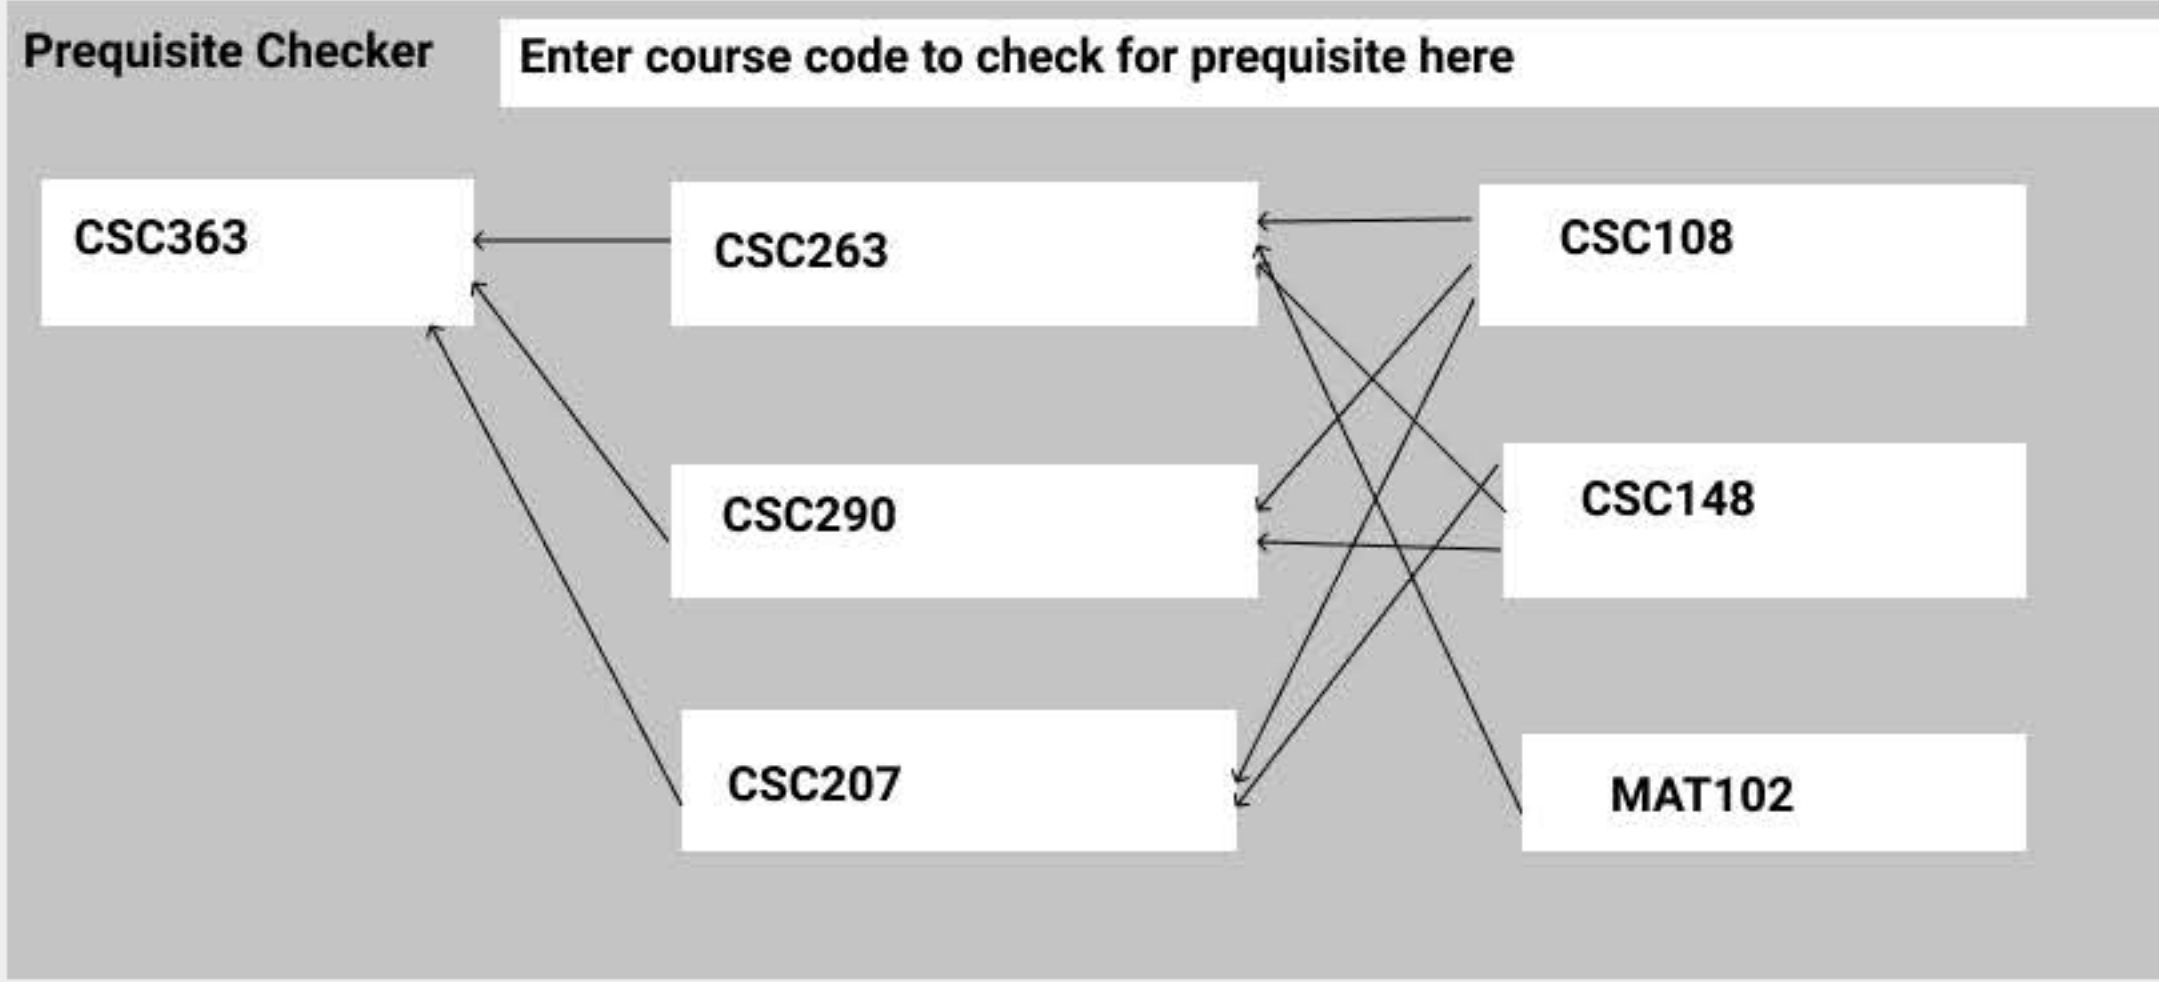 Prequisite Checker
Enter course code to check for prequisite here
CSC363
CSC263
CSC108
CSC290
CSC148
CSC207
MAT102